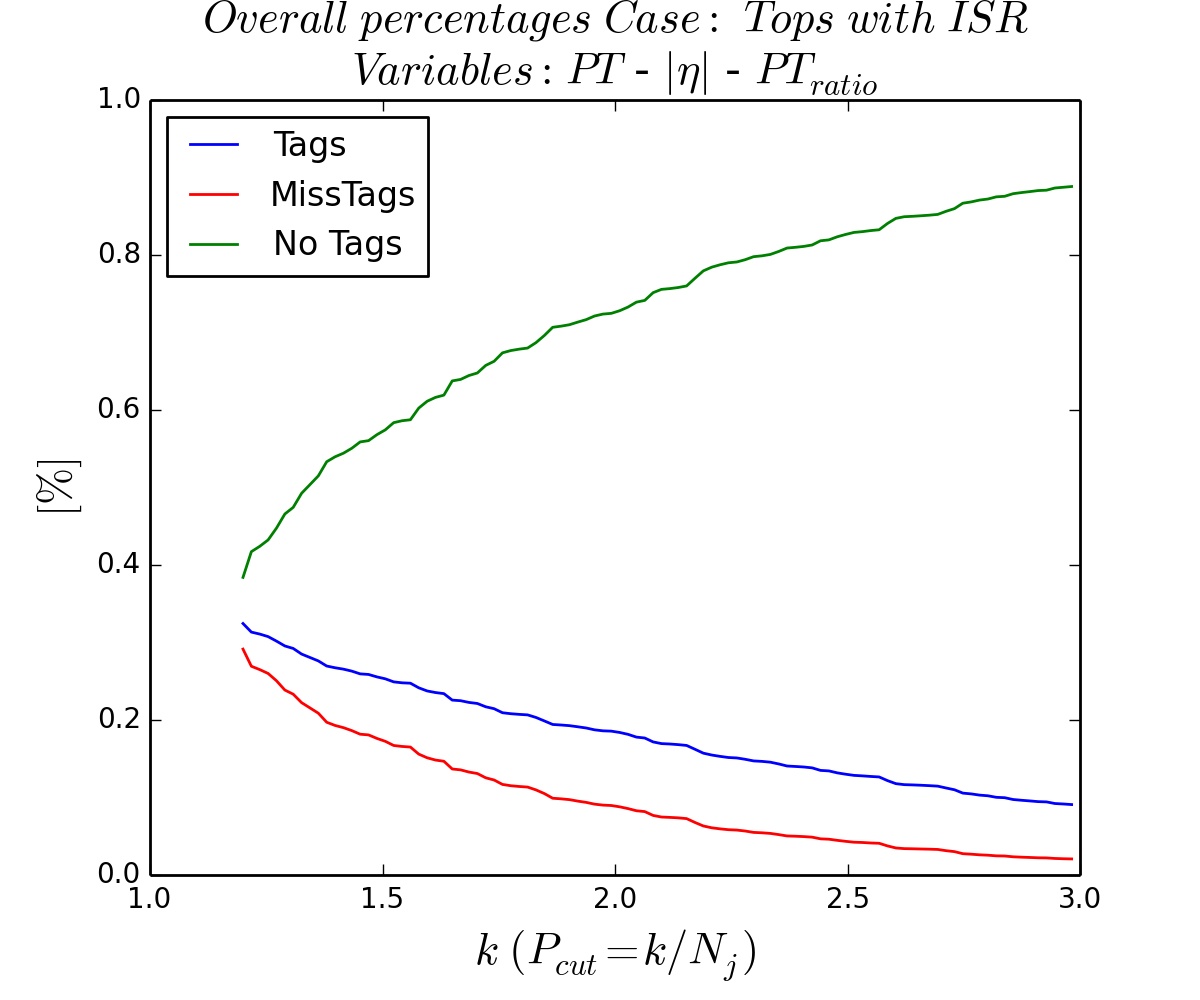 Overall percentages Case: Tops with ISR
Variables: PT - |η| - PT_ratio
1.0
Tags
MissTags
No Tags
0.8
0.6
[%]
0.4
0.2
0.0
1.0 1.5 2.0 2.5 3.0
k (P_cut = k/N_j)